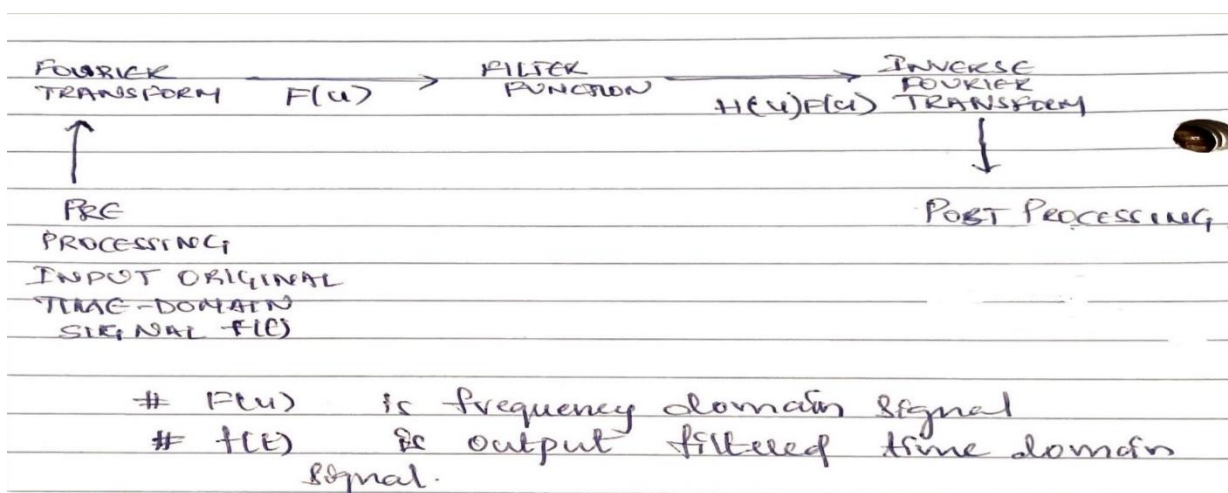 FOURIER TRANSFORM
F(u)
FILTER FUNCTION
H(u)F(u)
INVERSE FOURIER TRANSFORM
PRE
PROCESSING
INPUT ORIGINAL
TIME-DOMAIN
SIGNAL f(t)
POST PROCESSING
# F(u) is frequency domain signal
# f(t) is output filtered time domain
signal.